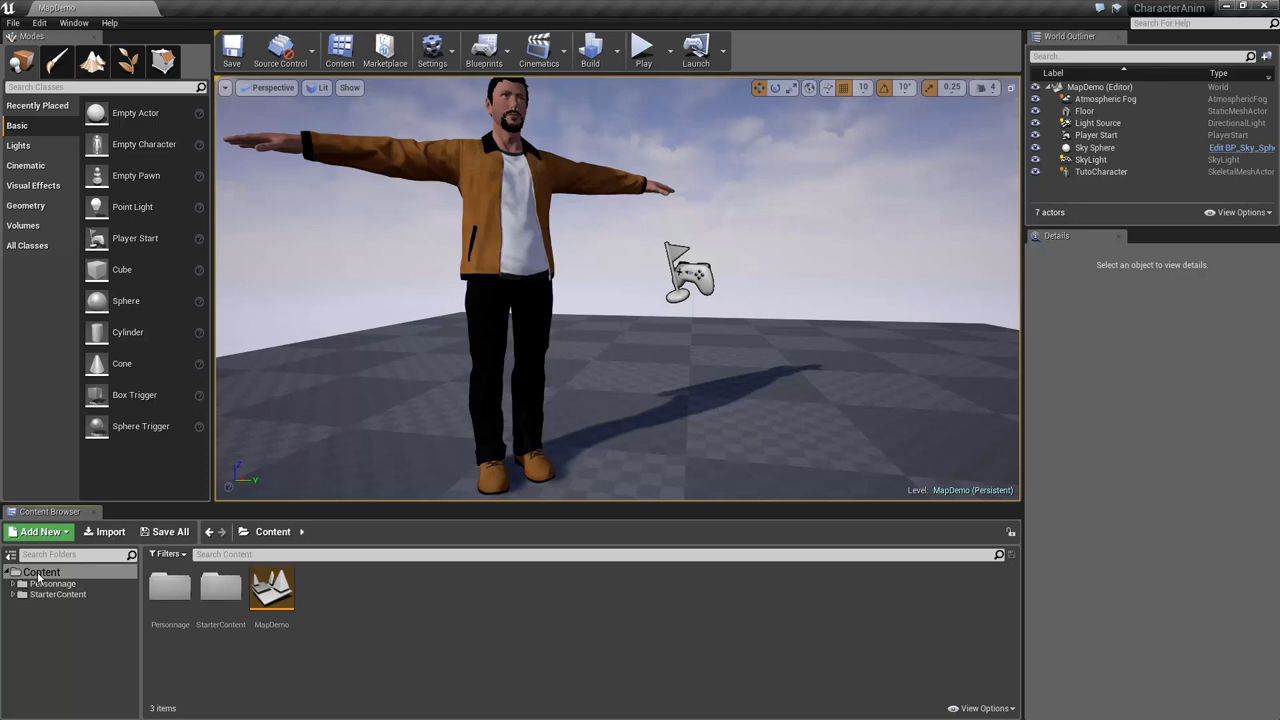 MapDemo
CharacterAnim
File Edit Window Help
Search For Help
Modes
Search Classes
Recently Placed
Basic
Lights
Cinematic
Visual Effects
Geometry
Volumes
All Classes
Empty Actor
Empty Character
Empty Pawn
Point Light
Player Start
Cube
Sphere
Cylinder
Cone
Box Trigger
Sphere Trigger
Save
Source Control
Content
Marketplace
Settings
Blueprints
Cinematics
Build
Play
Launch
Perspective
Lit
Show
10
10°
0.25
4
Z
Y
Level: MapDemo (Persistent)
World Outliner
Search...
Label Type
MapDemo (Editor) World
Atmospheric Fog AtmosphericFog
Floor StaticMeshActor
Light Source DirectionalLight
Player Start PlayerStart
Sky Sphere Edit BP_Sky_Sph
SkyLight SkyLight
TutoCharacter SkeletalMeshActor
7 actors
View Options
Details
Select an object to view details.
Content Browser
Add New
Import
Save All
Content
Search Folders
Filters
Search Content
Content
Personnage
StarterContent
Personnage
StarterContent
MapDemo
3 items
View Options